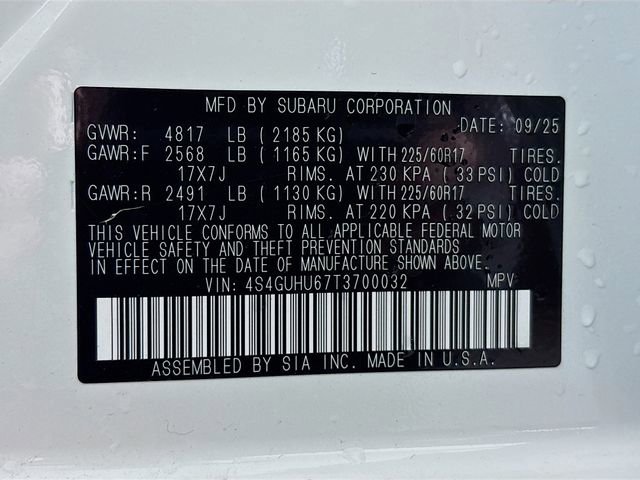 MFD BY SUBARU CORPORATION
GVWR: 4817 LB (2185 KG) DATE: 09/25
GAWR:F 2568 LB (1165 KG) WITH 225/60R17 TIRES.
17X7J RIMS. AT 230 KPA (33 PSI) COLD
GAWR:R 2491 LB (1130 KG) WITH 225/60R17 TIRES.
17X7J RIMS. AT 220 KPA (32 PSI) COLD
THIS VEHICLE CONFORMS TO ALL APPLICABLE FEDERAL MOTOR
VEHICLE SAFETY AND THEFT PREVENTION STANDARDS
IN EFFECT ON THE DATE OF MANUFACTURE SHOWN ABOVE.
VIN: 4S4GUHU67T3700032 MPV
ASSEMBLED BY SIA INC. MADE IN U.S.A.